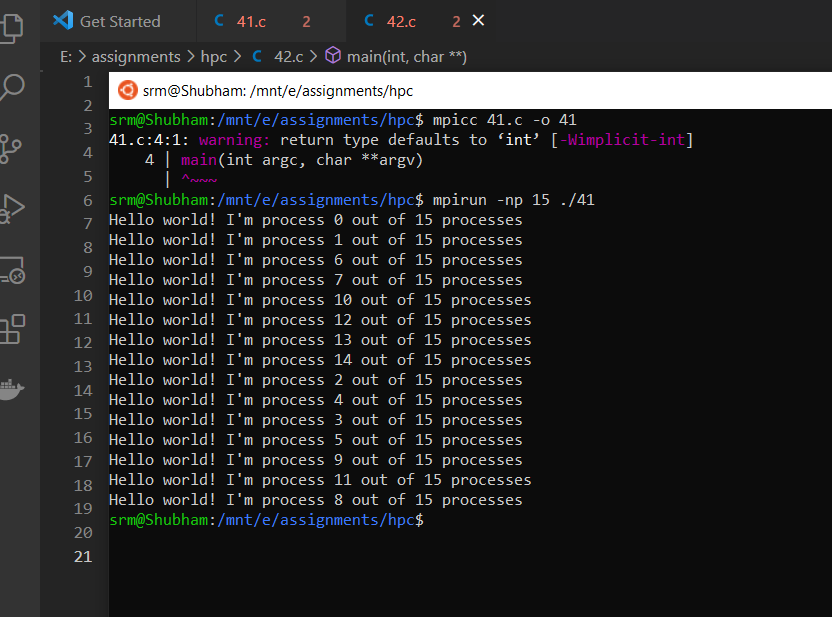 Get Started 41.c 2 42.c 2
E: > assignments > hpc > C 42.c > main(int, char **)
srm@Shubham: /mnt/e/assignments/hpc
srm@Shubham:/mnt/e/assignments/hpc$ mpicc 41.c -o 41
41.c:4:1: warning: return type defaults to ‘int’ [-Wimplicit-int]
4 | main(int argc, char **argv)
| ^~~~
srm@Shubham:/mnt/e/assignments/hpc$ mpirun -np 15 ./41
Hello world! I'm process 0 out of 15 processes
Hello world! I'm process 1 out of 15 processes
Hello world! I'm process 6 out of 15 processes
Hello world! I'm process 7 out of 15 processes
Hello world! I'm process 10 out of 15 processes
Hello world! I'm process 12 out of 15 processes
Hello world! I'm process 13 out of 15 processes
Hello world! I'm process 14 out of 15 processes
Hello world! I'm process 2 out of 15 processes
Hello world! I'm process 4 out of 15 processes
Hello world! I'm process 3 out of 15 processes
Hello world! I'm process 5 out of 15 processes
Hello world! I'm process 9 out of 15 processes
Hello world! I'm process 11 out of 15 processes
Hello world! I'm process 8 out of 15 processes
srm@Shubham:/mnt/e/assignments/hpc$
1
2
3
4
5
6
7
8
9
10
11
12
13
14
15
16
17
18
19
20
21